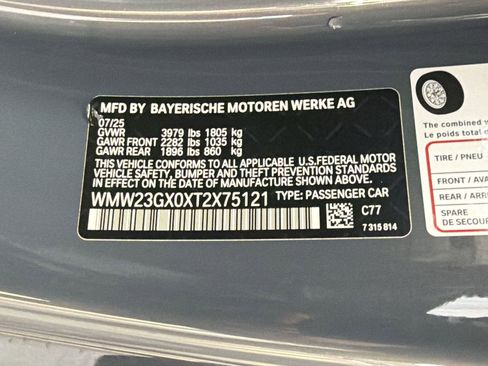 MFD BY BAYERISCHE MOTOREN WERKE AG
07/25
GVWR 3979 lbs 1805 kg
GAWR FRONT 2282 lbs 1035 kg
GAWR REAR 1896 lbs 860 kg
THIS VEHICLE CONFORMS TO ALL APPLICABLE U.S.FEDERAL MOTOR
VEHICLE SAFETY, BUMPER AND THEFT PREVENTION STANDARDS
IN EFFECT ON THE DATE OF MANUFACTURE SHOWN ABOVE.
WMW23GX0XT2X75121 TYPE: PASSENGER CAR
C77
7 315 814
The combined w
Le poids total d
TIRE / PNEU
FRONT / AVA
REAR / ARR
SPARE
DE SECOUR